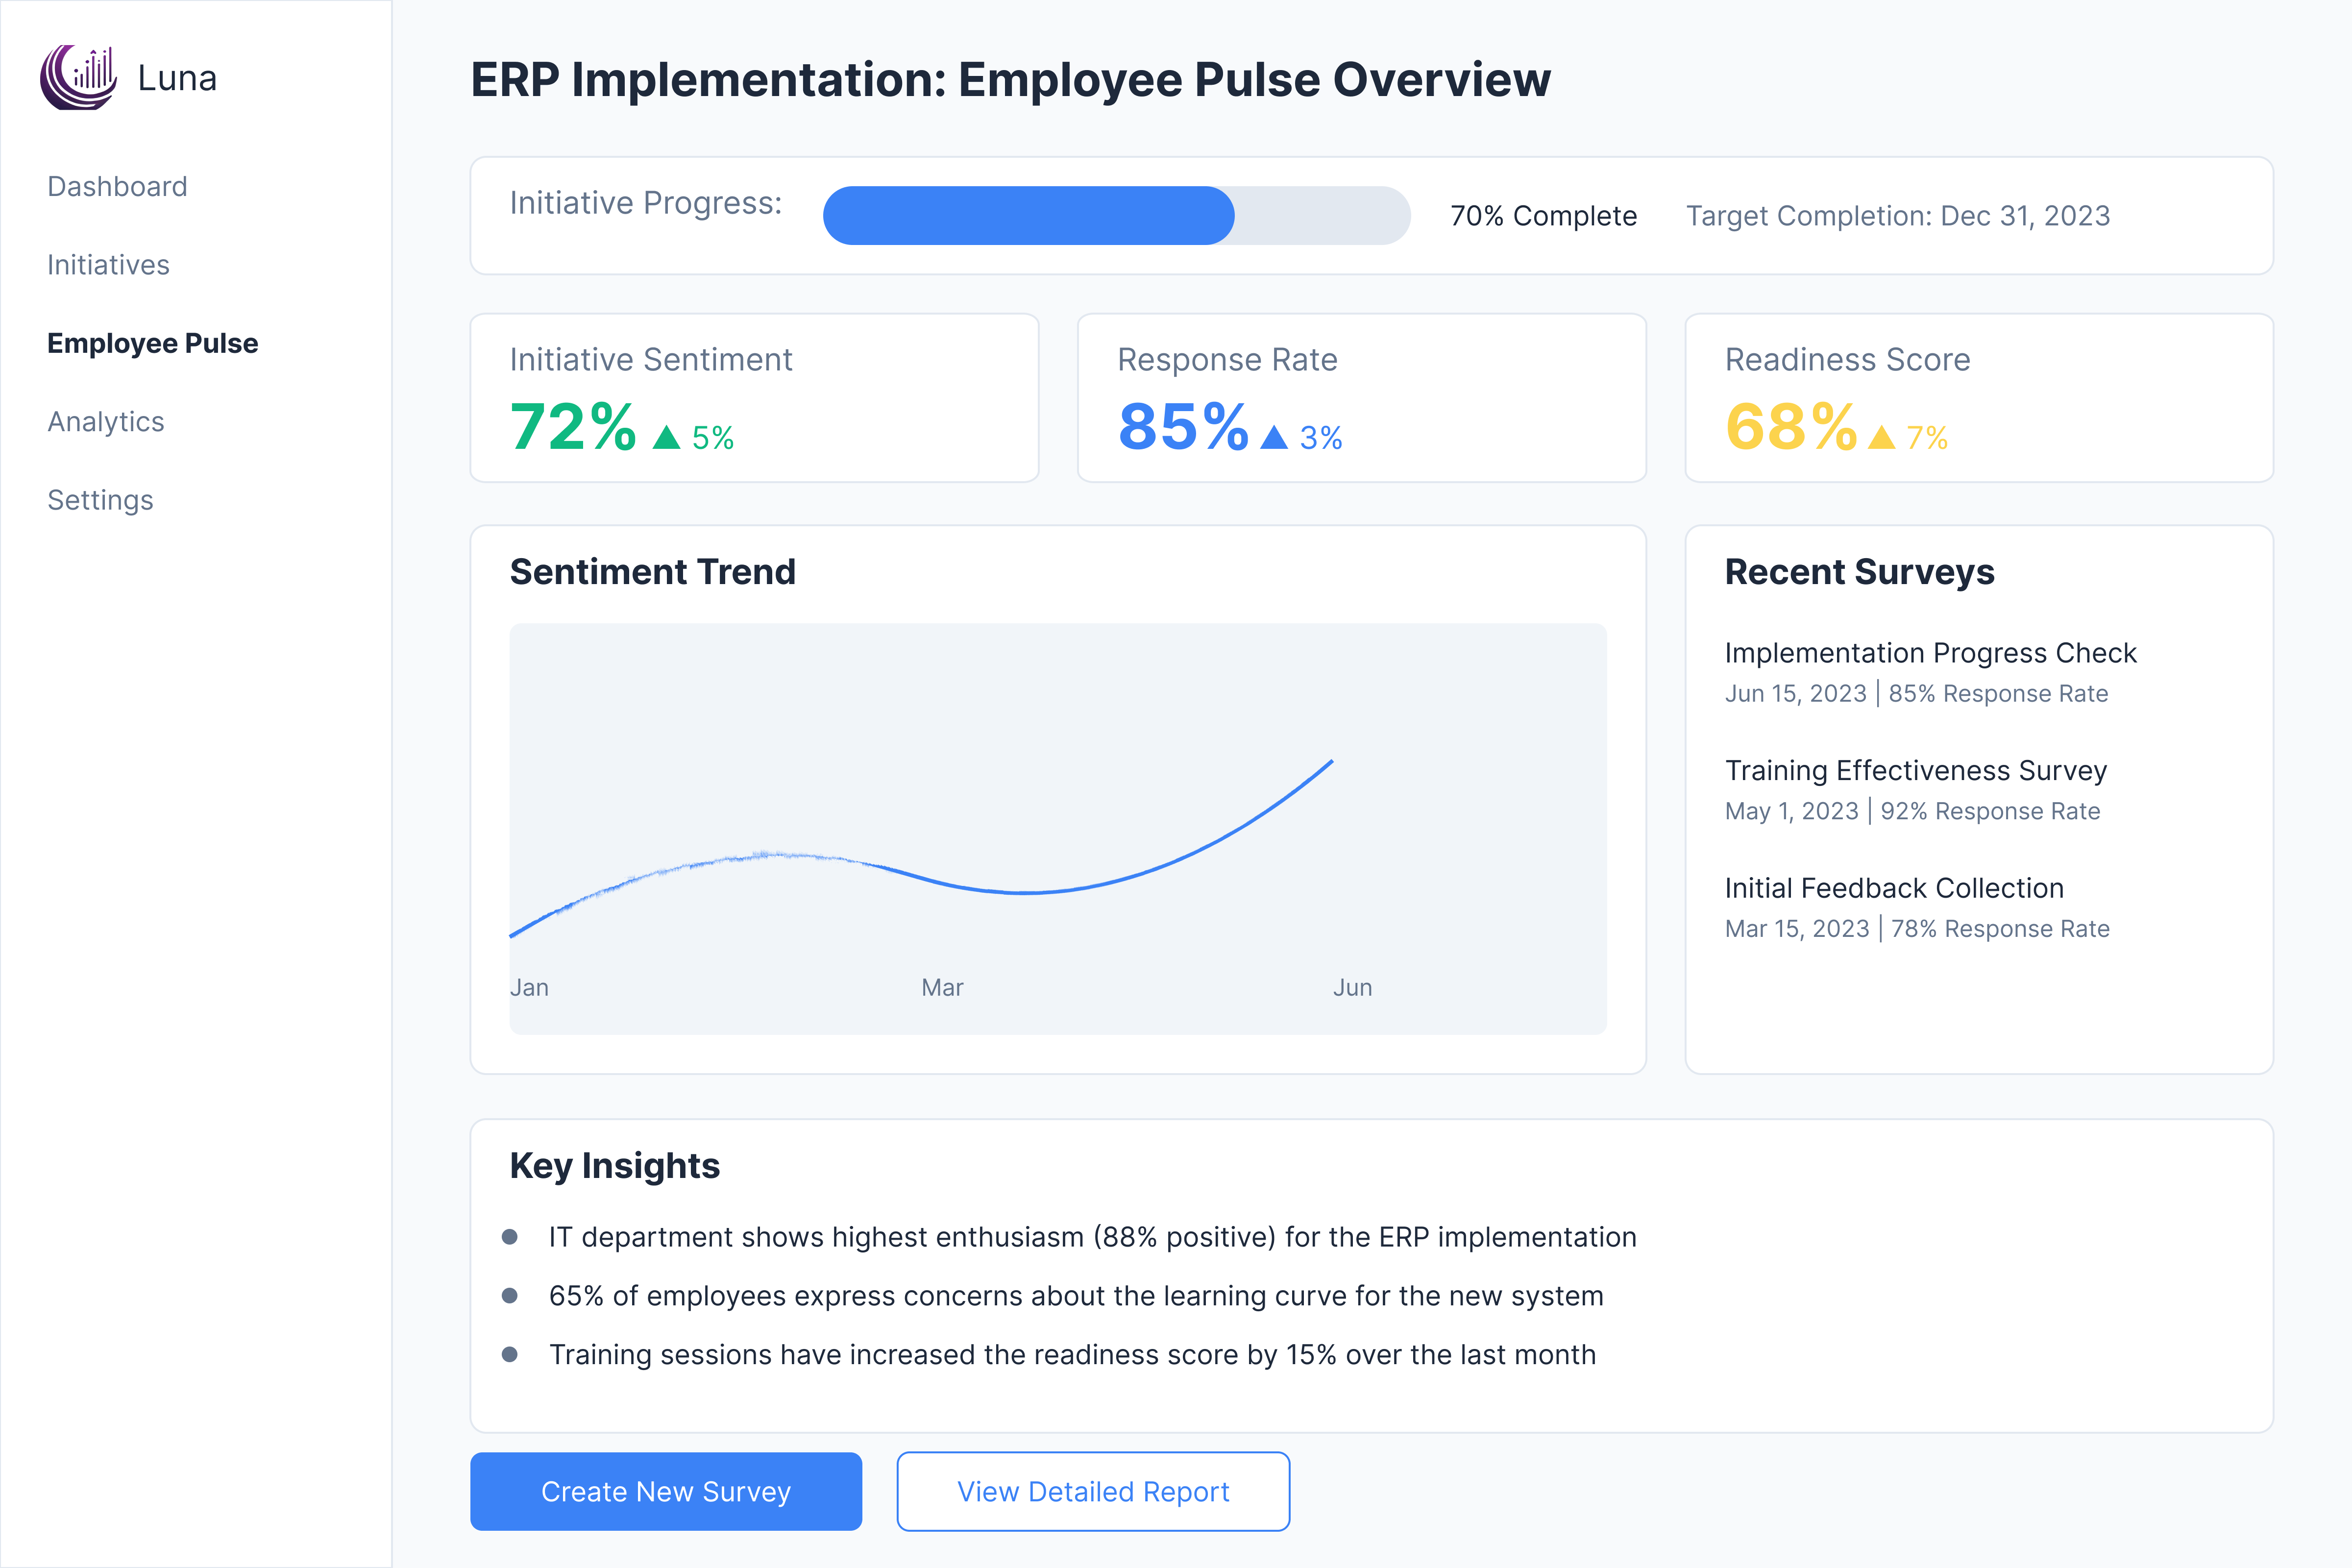 Luna
Dashboard
Initiatives
Employee Pulse
Analytics
Settings
ERP Implementation: Employee Pulse Overview
Initiative Progress:
70% Complete
Target Completion: Dec 31, 2023
Initiative Sentiment
72% ▲ 5%
Response Rate
85% ▲ 3%
Readiness Score
68% ▲ 7%
Sentiment Trend
Jan
Mar
Jun
Recent Surveys
Implementation Progress Check
Jun 15, 2023 | 85% Response Rate
Training Effectiveness Survey
May 1, 2023 | 92% Response Rate
Initial Feedback Collection
Mar 15, 2023 | 78% Response Rate
Key Insights
IT department shows highest enthusiasm (88% positive) for the ERP implementation
65% of employees express concerns about the learning curve for the new system
Training sessions have increased the readiness score by 15% over the last month
Create New Survey
View Detailed Report